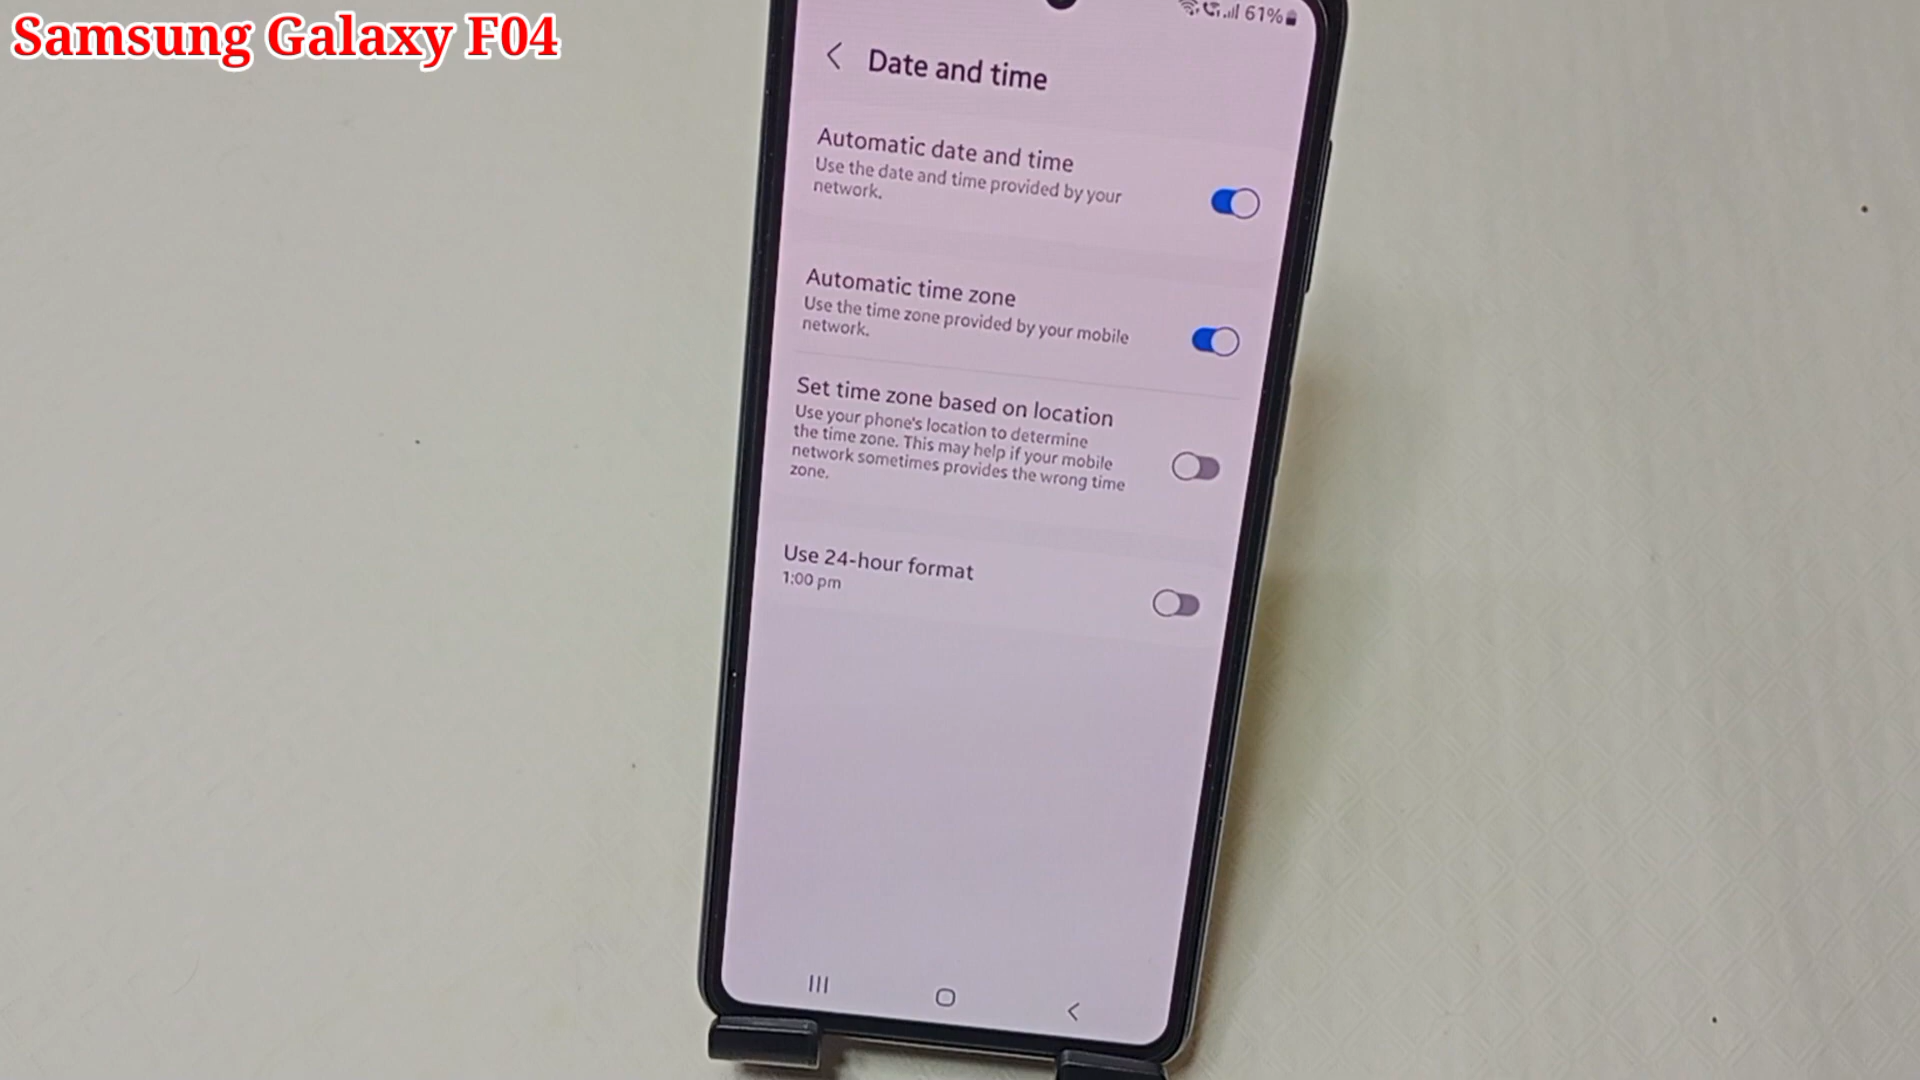 Samsung Galaxy F04
61%
Date and time
Automatic date and time
Use the date and time provided by your
network.
Automatic time zone
Use the time zone provided by your mobile
network.
Set time zone based on location
Use your phone's location to determine
the time zone. This may help if your mobile
network sometimes provides the wrong time
zone.
Use 24-hour format
1:00 pm